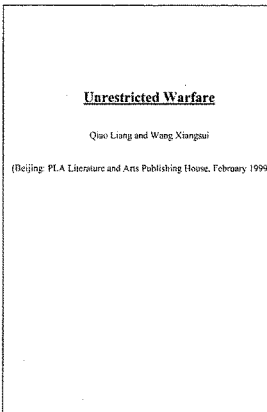 Unrestricted Warfare
Qiao Liang and Wang Xiangsui
(Beijing: PLA Literature and Arts Publishing House, February 1999